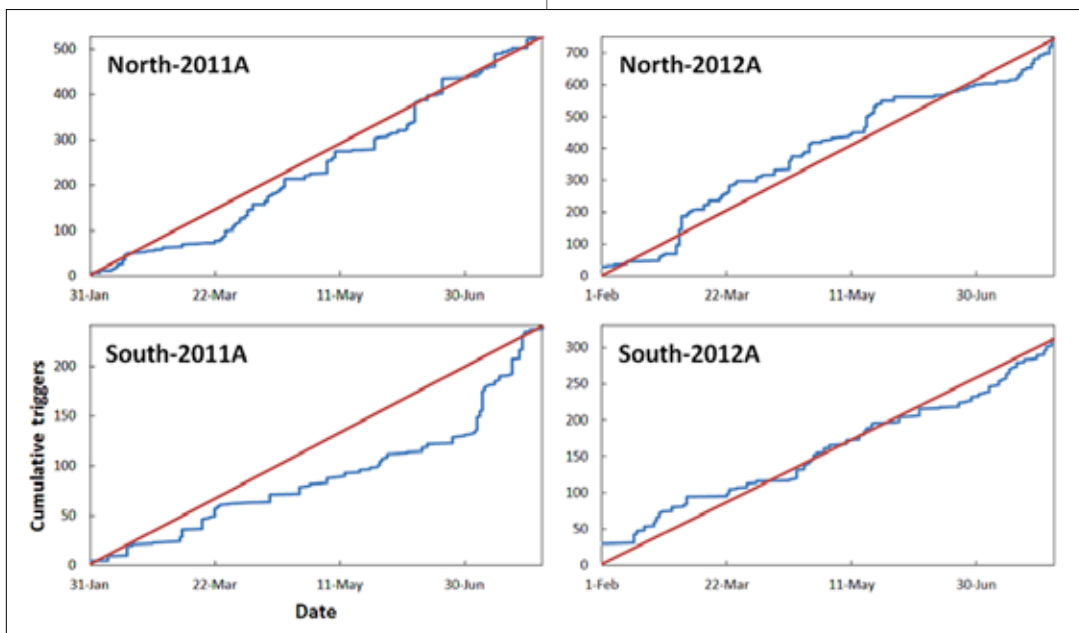 North-2011A
500
400
300
200
100
0
31-Jan 22-Mar 11-May 30-Jun
North-2012A
700
600
500
400
300
200
100
0
1-Feb 22-Mar 11-May 30-Jun
South-2011A
Cumulative triggers
200
150
100
50
0
31-Jan 22-Mar 11-May 30-Jun
Date
South-2012A
300
250
200
150
100
50
0
1-Feb 22-Mar 11-May 30-Jun